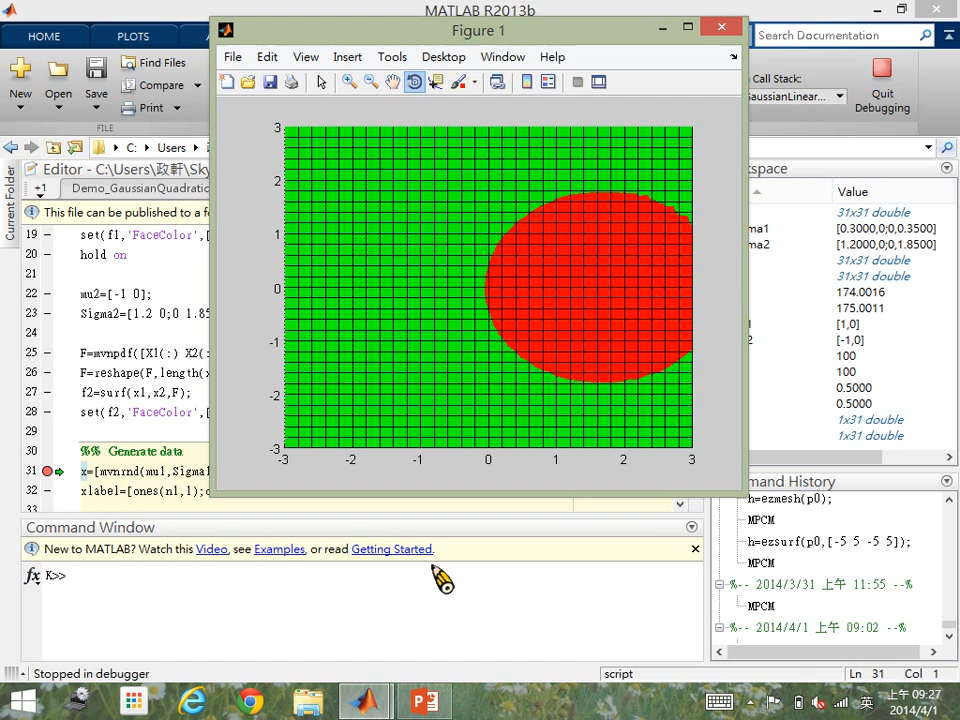 MATLAB R2013b
HOME
PLOTS
Search Documentation
New
Open
Save
Find Files
Compare
Print
FILE
Call Stack:
GaussianLinear...
Quit
Debugging
C:
Users
Editor - C:\Users\政軒\Sky
Current Folder
+1
Demo_GaussianQuadratic
This file can be published to a fo
19 set(f1,'FaceColor',[
20 hold on
21
22 mu2=[-1 0];
23 Sigma2=[1.2 0;0 1.85
24
25 F=mvnpdf([X1(:) X2(:
26 F=reshape(F,length(x
27 f2=surf(x1,x2,F);
28 set(f2,'FaceColor',[
29
30 %% Generate data
31 x=[mvnrnd(mu1,Sigma1
32 xlabel=[ones(n1,1);
33
Figure 1
File Edit View Insert Tools Desktop Window Help
3
2
1
0
-1
-2
-3
-3 -2 -1 0 1 2 3
kspace
Value
31x31 double
ma1 [0.3000,0;0,0.3500]
ma2 [1.2000,0;0,1.8500]
31x31 double
31x31 double
174.0016
175.0011
[1,0]
2 [-1,0]
100
100
0.5000
0.5000
1x31 double
1x31 double
Command Window
New to MATLAB? Watch this Video, see Examples, or read Getting Started.
fx K>>
mand History
h=ezmesh(p0);
MPCM
h=ezsurf(p0,[-5 5 -5 5]);
MPCM
%-- 2014/3/31 上午 11:55 --%
MPCM
%-- 2014/4/1 上午 09:02 --%
Stopped in debugger
script
Ln 31 Col 1
英
上午 09:27
2014/4/1